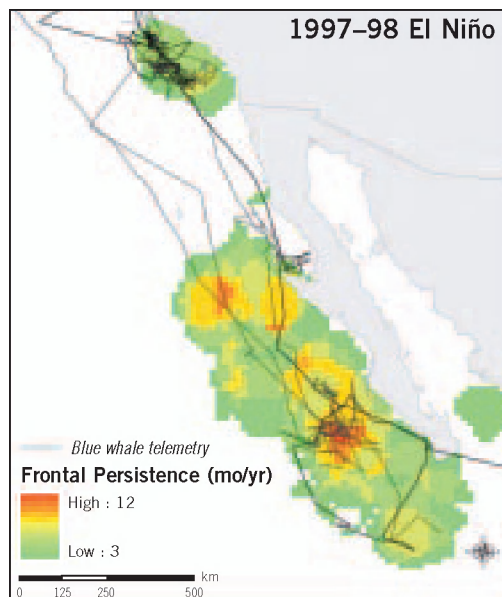 1997–98 El Niño
Blue whale telemetry
Frontal Persistence (mo/yr)
High : 12
Low : 3
km
0 125 250 500